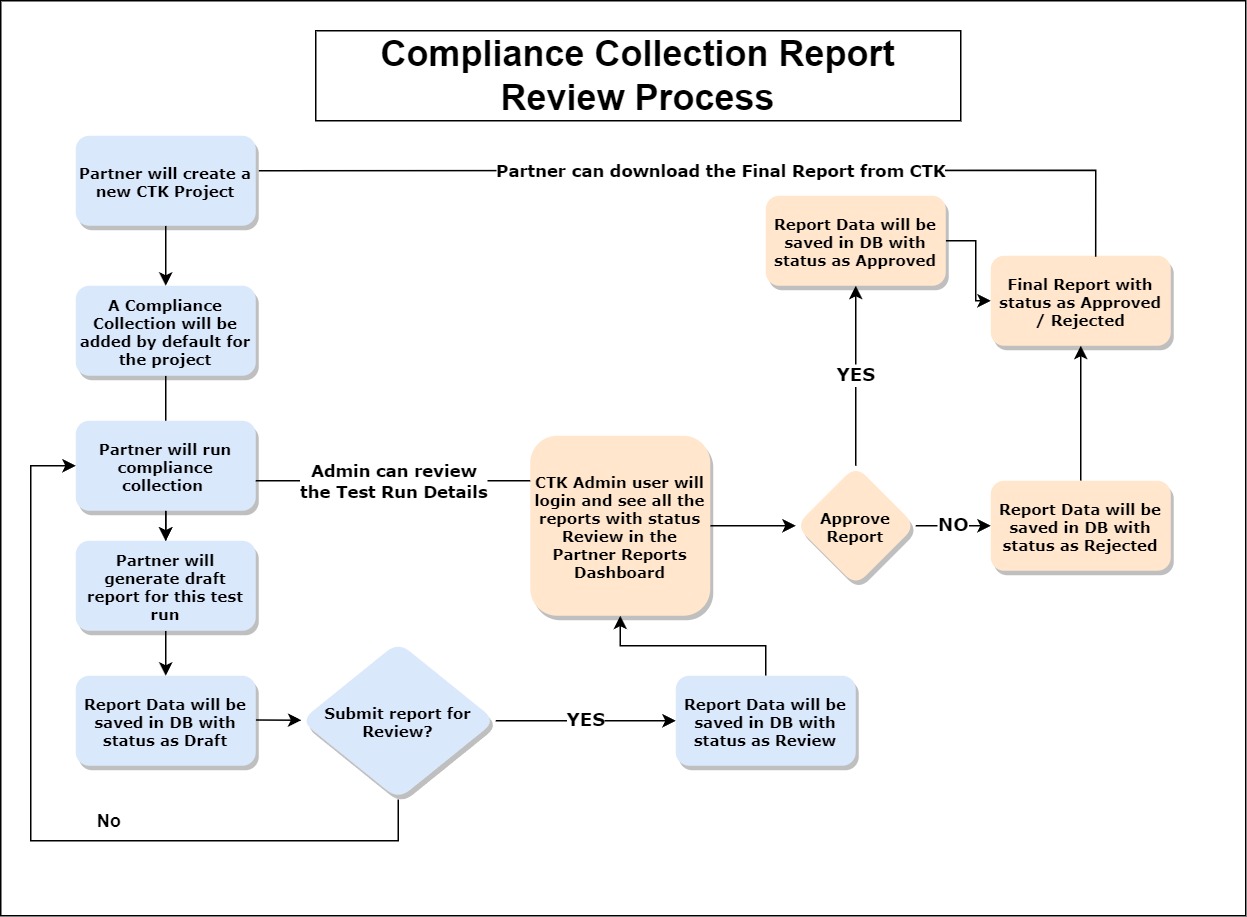 Compliance Collection Report
Review Process
Partner will create a
new CTK Project
Partner can download the Final Report from CTK
Report Data will be
saved in DB with
status as Approved
Final Report with
status as Approved
/ Rejected
A Compliance
Collection will be
added by default for
the project
YES
Partner will run
compliance
collection
Admin can review
the Test Run Details
CTK Admin user will
login and see all the
reports with status
Review in the
Partner Reports
Dashboard
Approve
Report
NO
Report Data will be
saved in DB with
status as Rejected
Partner will
generate draft
report for this test
run
Report Data will be
saved in DB with
status as Draft
Submit report for
Review?
YES
Report Data will be
saved in DB with
status as Review
No